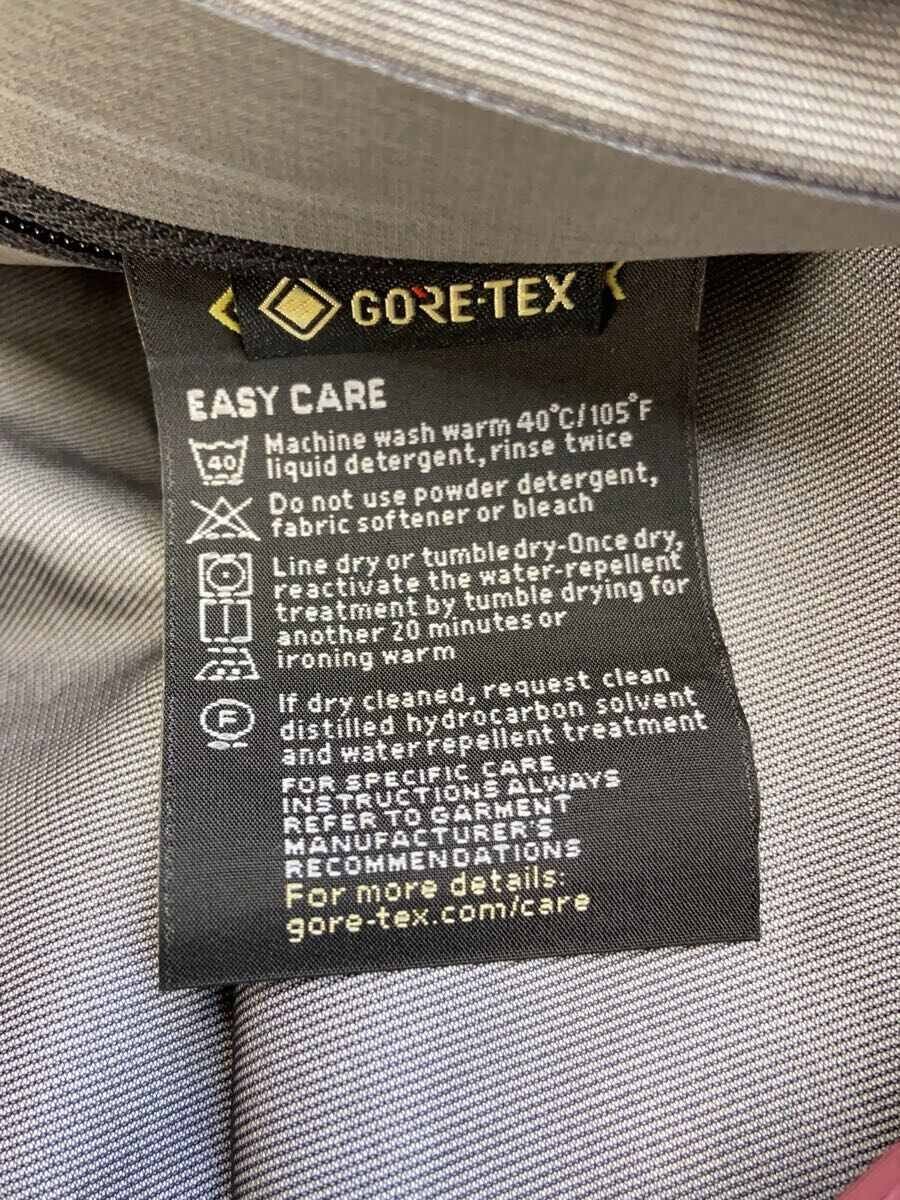 GORE-TEX
EASY CARE
40
Machine wash warm 40°C/105°F
liquid detergent, rinse twice
Do not use powder detergent,
fabric softener or bleach
Line dry or tumble dry-Once dry,
reactivate the water-repellent
treatment by tumble drying for
another 20 minutes or
ironing warm
F
If dry cleaned, request clean
distilled hydrocarbon solvent
and water repellent treatment
FOR SPECIFIC CARE
INSTRUCTIONS ALWAYS
REFER TO GARMENT
MANUFACTURER'S
RECOMMENDATIONS
For more details:
gore-tex.com/care